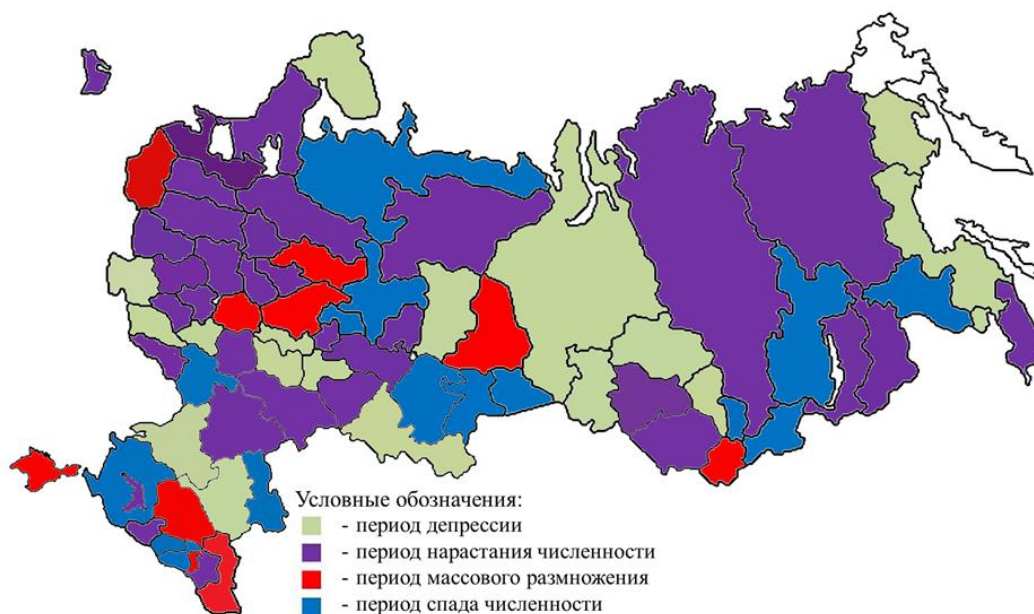 Условные обозначения:
- период депрессии
- период нарастания численности
- период массового размножения
- период спада численности